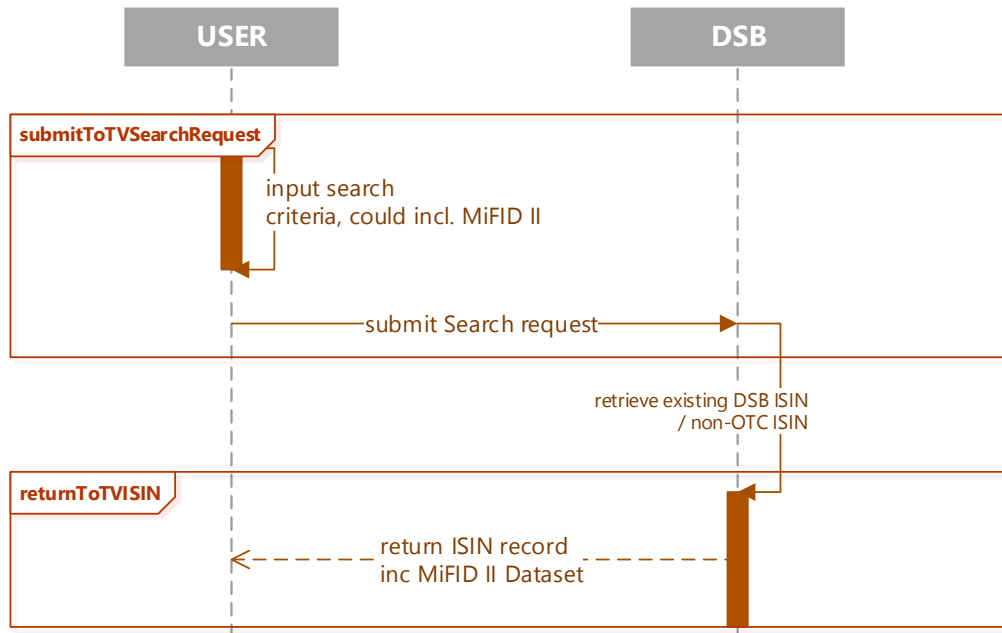 USER
DSB
submitToTVSearchRequest
input search
criteria, could incl. MiFID II
submit Search request
retrieve existing DSB ISIN
/ non-OTC ISIN
returnToTVISIN
return ISIN record
inc MiFID II Dataset